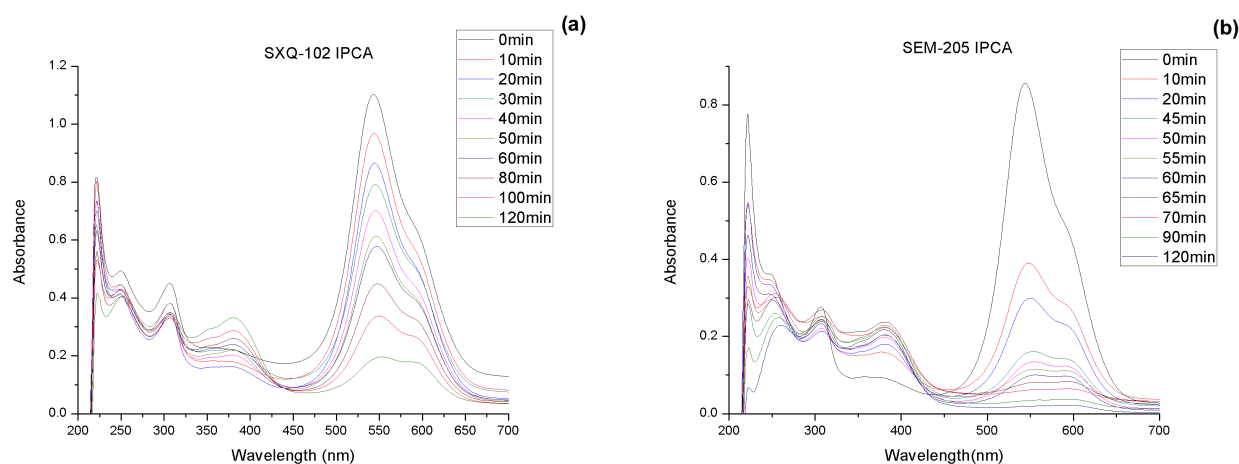 (a)
SXQ-102 IPCA
0min
10min
20min
30min
40min
50min
60min
80min
100min
120min
1.2
1.0
0.8
0.6
0.4
0.2
0.0
Absorbance
200 250 300 350 400 450 500 550 600 650 700
Wavelength (nm)
(b)
SEM-205 IPCA
0min
10min
20min
45min
50min
55min
60min
65min
70min
90min
120min
0.8
0.6
0.4
0.2
0.0
Absorbance
200 300 400 500 600 700
Wavelength(nm)